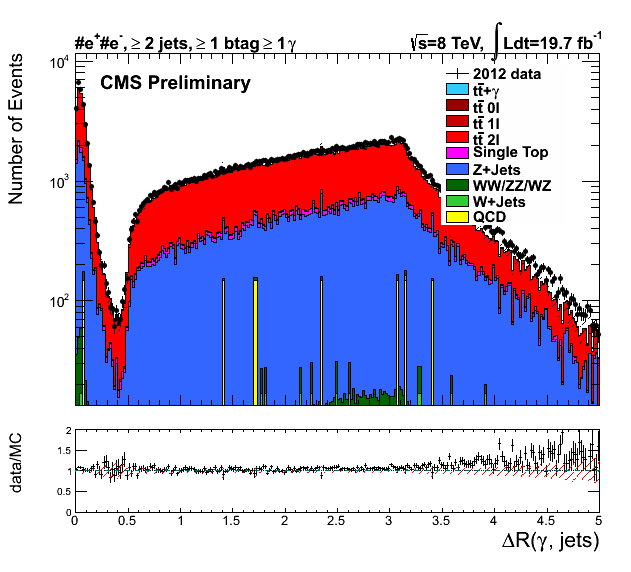 #e⁺#e⁻, ≥ 2 jets, ≥ 1 btag ≥ 1γ
√s=8 TeV, ∫Ldt=19.7 fb⁻¹
CMS Preliminary
2012 data
tt̄+γ
tt̄ 0l
tt̄ 1l
tt̄ 2l
Single Top
Z+Jets
WW/ZZ/WZ
W+Jets
QCD
Number of Events
10⁴
10³
10²
data/MC
2
1.5
1
0.5
0
0 0.5 1 1.5 2 2.5 3 3.5 4 4.5 5
ΔR(γ, jets)